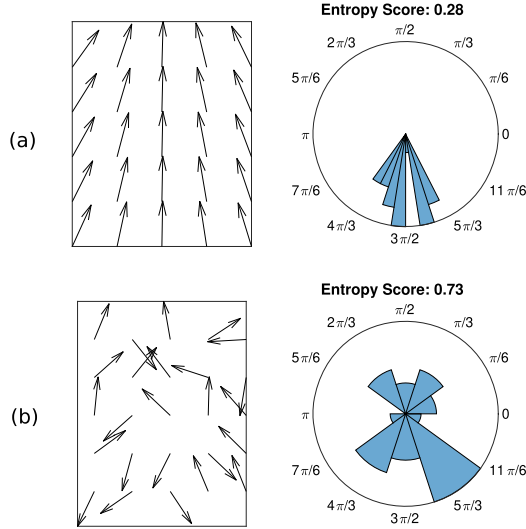 Entropy Score: 0.28
π/2
2π/3 π/3
5π/6 π/6
(a) π 0
7π/6 11π/6
4π/3 5π/3
3π/2
Entropy Score: 0.73
π/2
2π/3 π/3
5π/6 π/6
(b) π 0
7π/6 11π/6
4π/3 5π/3
3π/2